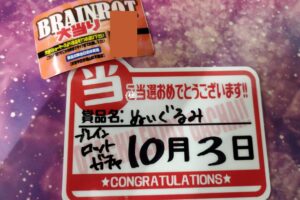 BRAINROT
大当り
当
ご当選おめでとうございます!!
賞品名: ぬいぐるみ
ブレイン
ロット
ガチャ
10月3日
★CONGRATULATIONS★